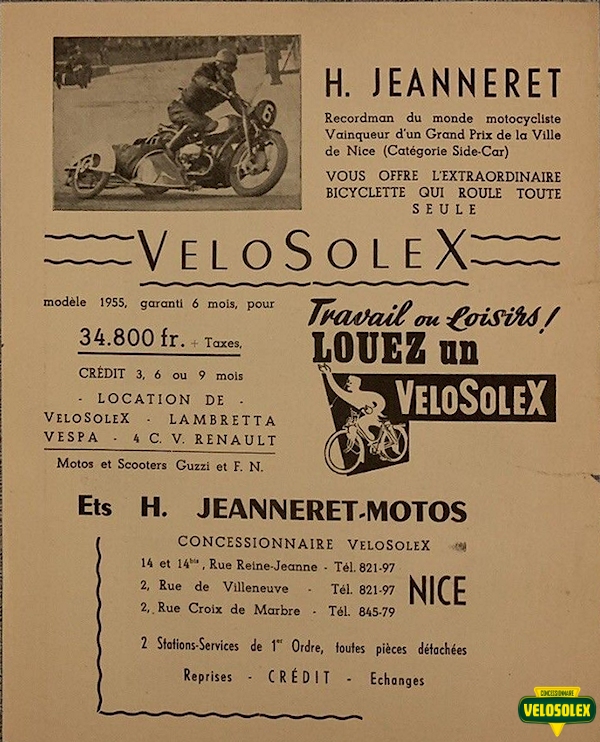 6
H. JEANNERET
Recordman du monde motocycliste
Vainqueur d'un Grand Prix de la Ville
de Nice (Catégorie Side-Car)
VOUS OFFRE L'EXTRAORDINAIRE
BICYCLETTE QUI ROULE TOUTE
SEULE
VELOSOLEX
modèle 1955, garanti 6 mois, pour
34.800 fr. + Taxes,
CRÉDIT 3, 6 ou 9 mois
- LOCATION DE -
VELOSOLEX - LAMBRETTA
VESPA - 4 C. V. RENAULT
Motos et Scooters Guzzi et F. N.
Travail ou Loisirs!
LOUEZ un
VELOSOLEX
Ets H. JEANNERET-MOTOS
CONCESSIONNAIRE VELOSOLEX
14 et 14bis, Rue Reine-Jeanne - Tél. 821-97
2, Rue de Villeneuve - Tél. 821-97
2, Rue Croix de Marbre - Tél. 845-79
NICE
2 Stations-Services de 1er Ordre, toutes pièces détachées
Reprises - CRÉDIT - Echanges
CONCESSIONNAIRE
VELOSOLEX